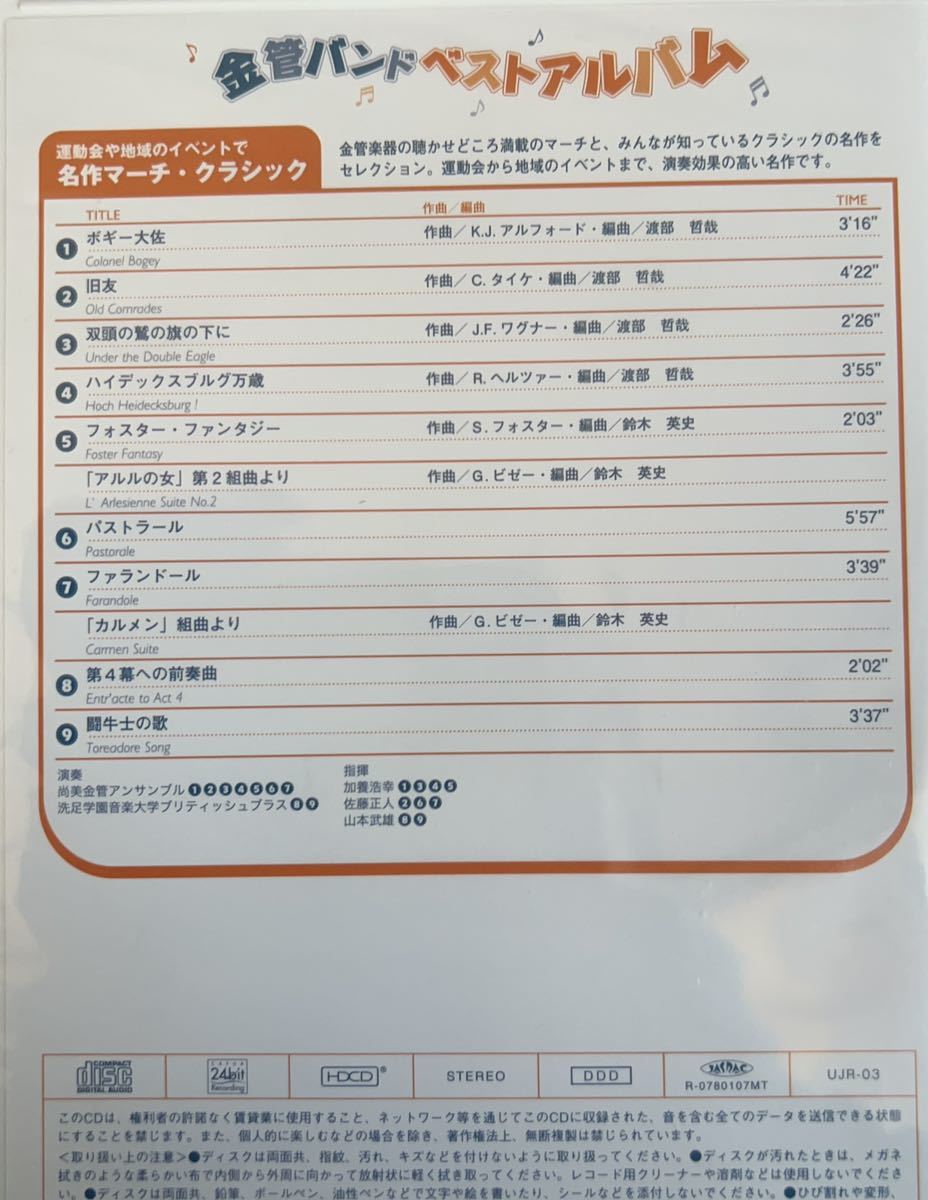 金管バンドベストアルバム
運動会や地域のイベントで
名作マーチ・クラシック
金管楽器の聴かせどころ満載のマーチと、みんなが知っているクラシックの名作を
セレクション。運動会から地域のイベントまで、演奏効果の高い名作です。
TITLE 作曲／編曲 TIME
1 ボギー大佐 作曲／K.J. アルフォード・編曲／渡部 哲哉 3'16"
Colonel Bogey
2 旧友 作曲／C. タイケ・編曲／渡部 哲哉 4'22"
Old Comrades
3 双頭の鷲の旗の下に 作曲／J.F. ワグナー・編曲／渡部 哲哉 2'26"
Under the Double Eagle
4 ハイデックスブルグ万歳 作曲／R. ヘルツァー・編曲／渡部 哲哉 3'55"
Hoch Heidecksburg !
5 フォスター・ファンタジー 作曲／S. フォスター・編曲／鈴木 英史 2'03"
Foster Fantasy
「アルルの女」第2組曲より 作曲／G. ビゼー・編曲／鈴木 英史
L' Arlesienne Suite No.2
6 パストラール 5'57"
Pastorale
7 ファランドール 3'39"
Farandole
「カルメン」組曲より 作曲／G. ビゼー・編曲／鈴木 英史
Carmen Suite
8 第4幕への前奏曲 2'02"
Entr'acte to Act 4
9 闘牛士の歌 3'37"
Toreadore Song
演奏
尚美金管アンサンブル 1 2 3 4 5 6 7
洗足学園音楽大学ブリティッシュブラス 8 9
指揮
加養浩幸 1 3 4 5
佐藤正人 2 6 7
山本武雄 8 9
COMPACT disc DIGITAL AUDIO
24bit Recording
HDCD®
STEREO
DDD
JASRAC R-0780107MT
UJR-03
このCDは、権利者の許諾なく賃貸業に使用すること、ネットワーク等を通じてこのCDに収録された、音を含む全てのデータを送信できる状態
にすることを禁じます。また、個人的に楽しむなどの場合を除き、著作権法上、無断複製は禁じられています。
＜取り扱い上の注意＞●ディスクは両面共、指紋、汚れ、キズなどを付けないように取り扱ってください。●ディスクが汚れたときは、メガネ
拭きのような柔らかい布で内側から外周に向かって放射状に軽く拭き取ってください。レコード用クリーナーや溶剤などは使用しないでくださ
い。●ディスクは両面共、鉛筆、ボールペン、油性ペンなどで文字や絵を書いたり、シールなどを添付しないでください。●ひび割れや変形、